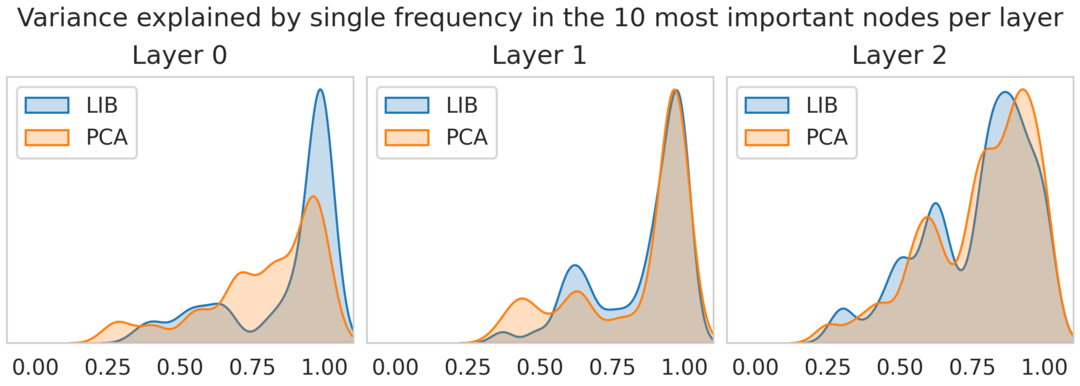 Variance explained by single frequency in the 10 most important nodes per layer
Layer 0
LIB
PCA
0.00 0.25 0.50 0.75 1.00
Layer 1
LIB
PCA
0.00 0.25 0.50 0.75 1.00
Layer 2
LIB
PCA
0.00 0.25 0.50 0.75 1.00